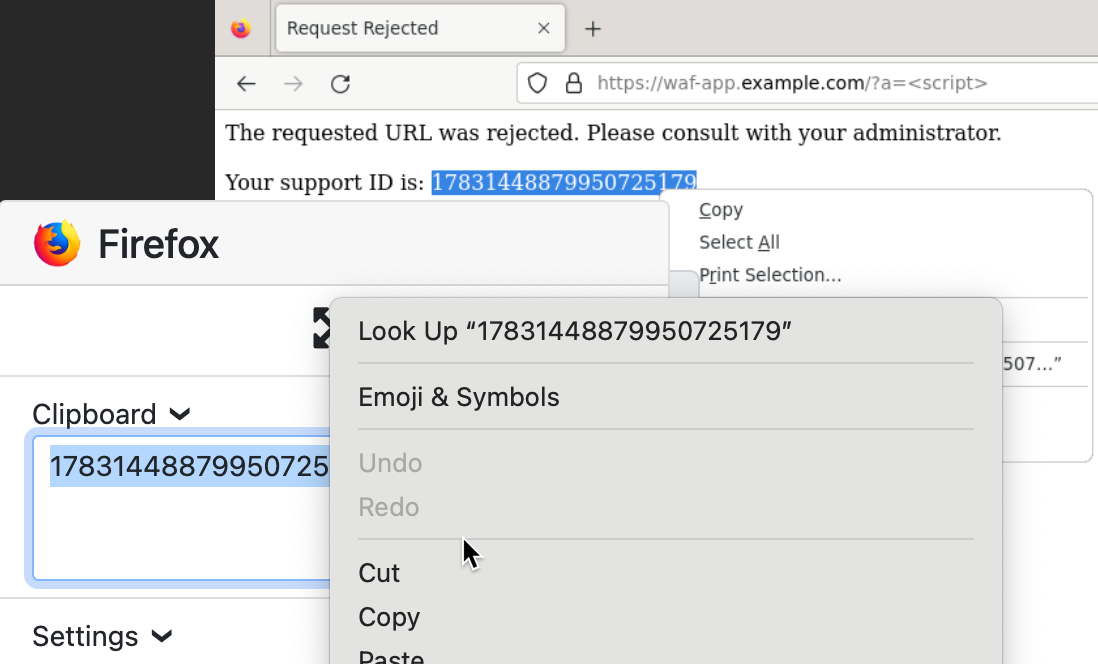 Request Rejected
https://waf-app.example.com/?a=<script>
The requested URL was rejected. Please consult with your administrator.
Your support ID is: 17831448879950725179
Copy
Select All
Print Selection...
Firefox
Look Up “17831448879950725179”
507...”
Emoji & Symbols
Clipboard
Undo
17831448879950725
Redo
Cut
Copy
Settings
Paste